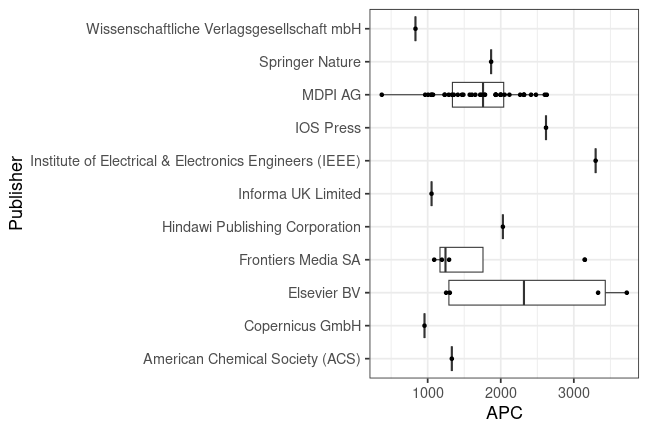 Publisher
Wissenschaftliche Verlagsgesellschaft mbH
Springer Nature
MDPI AG
IOS Press
Institute of Electrical & Electronics Engineers (IEEE)
Informa UK Limited
Hindawi Publishing Corporation
Frontiers Media SA
Elsevier BV
Copernicus GmbH
American Chemical Society (ACS)
1000 2000 3000
APC